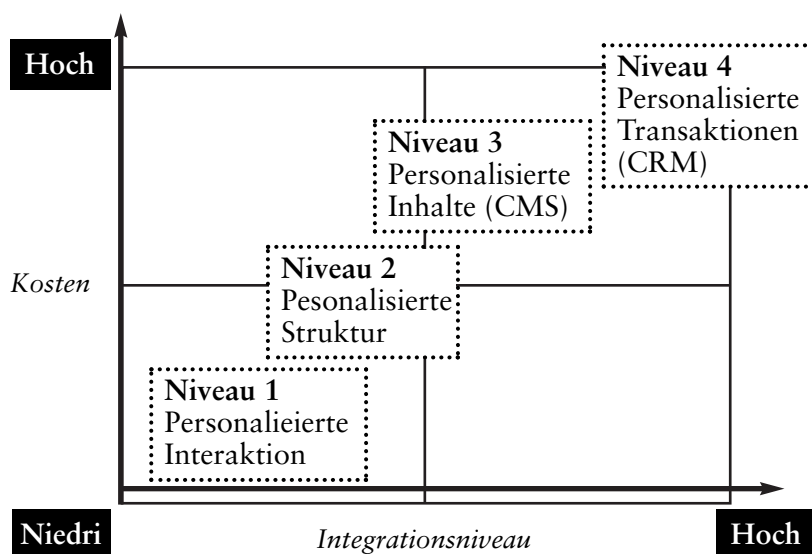 Hoch
Niveau 4
Personalisierte
Transaktionen
(CRM)
Niveau 3
Personalisierte
Inhalte (CMS)
Kosten
Niveau 2
Pesonalisierte
Struktur
Niveau 1
Personalieierte
Interaktion
Niedri
Integrationsniveau
Hoch